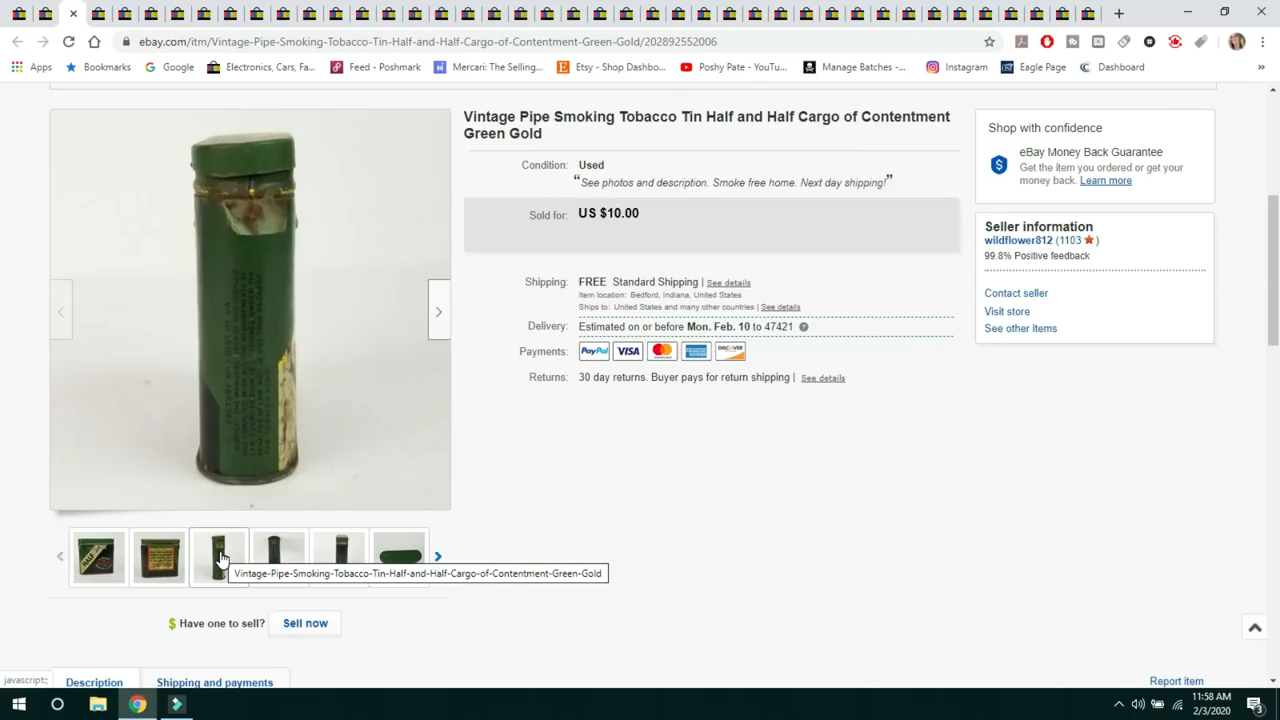 ebay.com/itm/Vintage-Pipe-Smoking-Tobacco-Tin-Half-and-Half-Cargo-of-Contentment-Green-Gold/202892552006
Apps
Bookmarks
Google
Electronics, Cars, Fa...
Feed - Poshmark
Mercari: The Selling...
Etsy - Shop Dashbo...
Poshy Pate - YouTu...
Manage Batches -...
Instagram
Eagle Page
Dashboard
»
Vintage Pipe Smoking Tobacco Tin Half and Half Cargo of Contentment
Green Gold
Condition: Used
“See photos and description. Smoke free home. Next day shipping!”
Sold for: US $10.00
Shipping: FREE Standard Shipping | See details
Item location: Bedford, Indiana, United States
Ships to: United States and many other countries | See details
Delivery: Estimated on or before Mon. Feb. 10 to 47421
Payments: PayPal VISA DISCOVER
Returns: 30 day returns. Buyer pays for return shipping | See details
Shop with confidence
eBay Money Back Guarantee
Get the item you ordered or get your
money back. Learn more
Seller information
wildflower812 (1103 )
99.8% Positive feedback
Contact seller
Visit store
See other items
HALF
Vintage-Pipe-Smoking-Tobacco-Tin-Half-and-Half-Cargo-of-Contentment-Green-Gold
Have one to sell? Sell now
javascript:;
Description
Shipping and payments
Report item
11:58 AM
2/3/2020
3